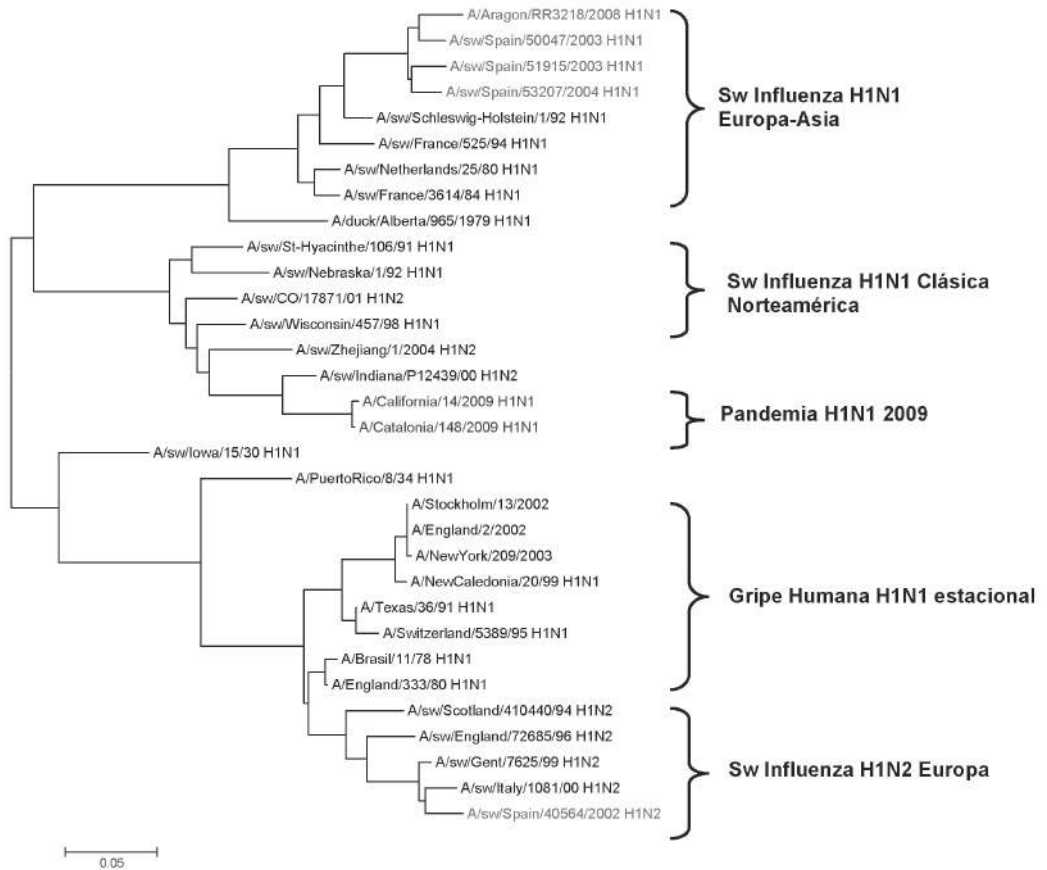 A/Aragon/RR3218/2008 H1N1
A/sw/Spain/50047/2003 H1N1
A/sw/Spain/51915/2003 H1N1
A/sw/Spain/53207/2004 H1N1
A/sw/Schleswig-Holstein/1/92 H1N1
A/sw/France/525/94 H1N1
A/sw/Netherlands/25/80 H1N1
A/sw/France/3614/84 H1N1
Sw Influenza H1N1
Europa-Asia
A/duck/Alberta/965/1979 H1N1
A/sw/St-Hyacinthe/106/91 H1N1
A/sw/Nebraska/1/92 H1N1
A/sw/CO/17871/01 H1N2
A/sw/Wisconsin/457/98 H1N1
Sw Influenza H1N1 Clásica
Norteamérica
A/sw/Zhejiang/1/2004 H1N2
A/sw/Indiana/P12439/00 H1N2
A/California/14/2009 H1N1
A/Catalonia/148/2009 H1N1
Pandemia H1N1 2009
A/sw/Iowa/15/30 H1N1
A/PuertoRico/8/34 H1N1
A/Stockholm/13/2002
A/England/2/2002
A/NewYork/209/2003
A/NewCaledonia/20/99 H1N1
A/Texas/36/91 H1N1
A/Switzerland/5389/95 H1N1
A/Brasil/11/78 H1N1
A/England/333/80 H1N1
Gripe Humana H1N1 estacional
A/sw/Scotland/410440/94 H1N2
A/sw/England/72685/96 H1N2
A/sw/Gent/7625/99 H1N2
A/sw/Italy/1081/00 H1N2
A/sw/Spain/40564/2002 H1N2
Sw Influenza H1N2 Europa
0.05